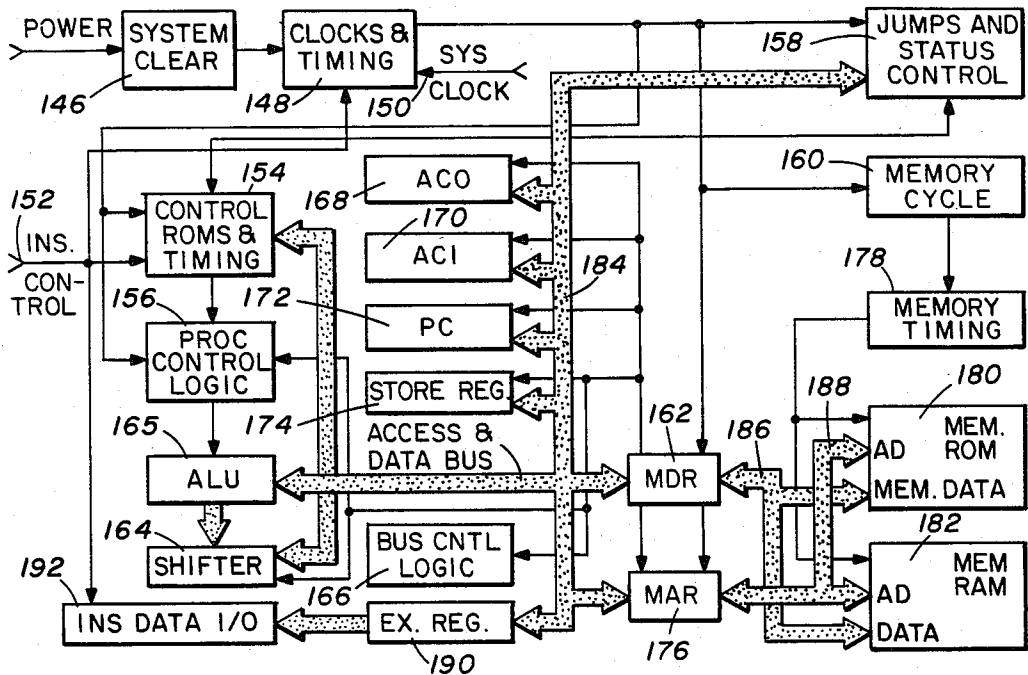 POWER
SYSTEM
CLEAR
146
CLOCKS &
TIMING
148
SYS
CLOCK
150
158
JUMPS AND
STATUS
CONTROL
152
INS.
CON-
TROL
154
CONTROL
ROMS &
TIMING
156
PROC
CONTROL
LOGIC
165
ALU
164
SHIFTER
192
INS DATA I/O
168
ACO
170
ACI
172
PC
174
STORE REG.
184
ACCESS &
DATA BUS
BUS CNTL
LOGIC
166
EX. REG.
190
162
MDR
MAR
176
186
188
160
MEMORY
CYCLE
178
MEMORY
TIMING
180
MEM.
ROM
AD
MEM. DATA
182
MEM
RAM
AD
DATA